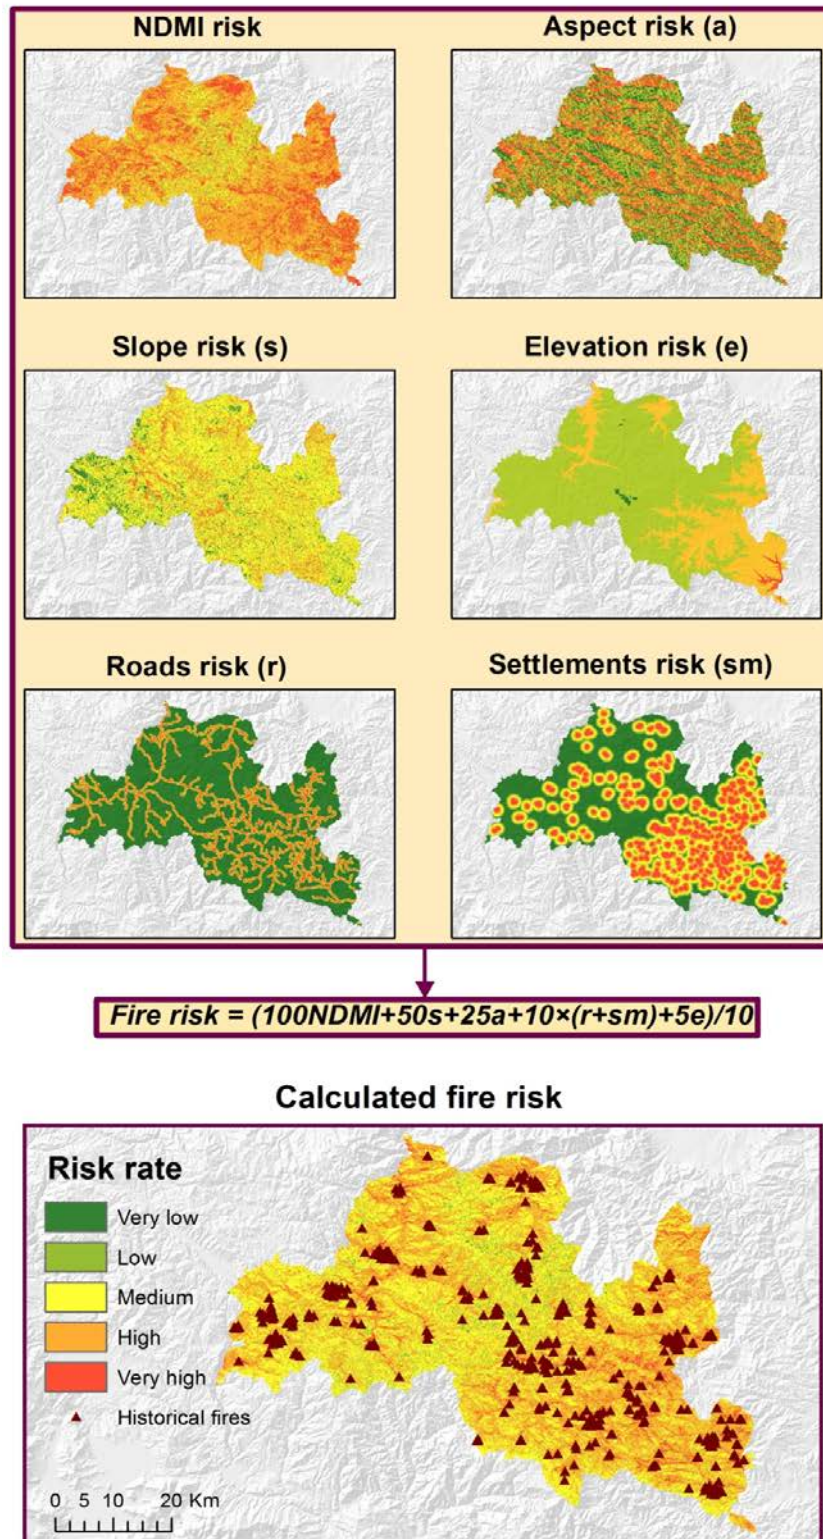 NDMI risk
Aspect risk (a)
Slope risk (s)
Elevation risk (e)
Roads risk (r)
Settlements risk (sm)
Fire risk = (100NDMI+50s+25a+10×(r+sm)+5e)/10
Calculated fire risk
Risk rate
Very low
Low
Medium
High
Very high
Historical fires
0 5 10 20 Km